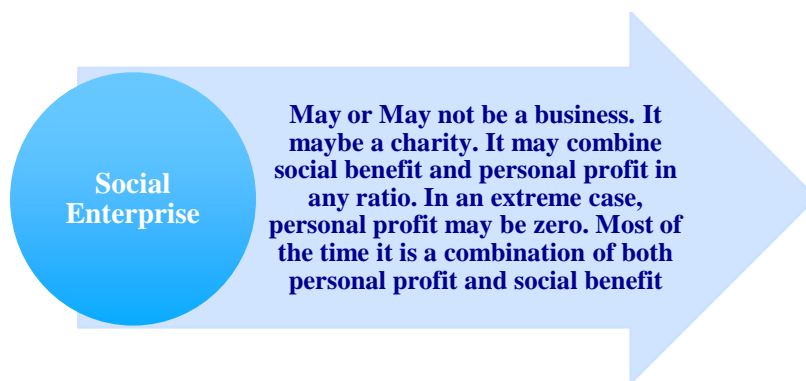 Social
Enterprise
May or May not be a business. It
maybe a charity. It may combine
social benefit and personal profit in
any ratio. In an extreme case,
personal profit may be zero. Most of
the time it is a combination of both
personal profit and social benefit